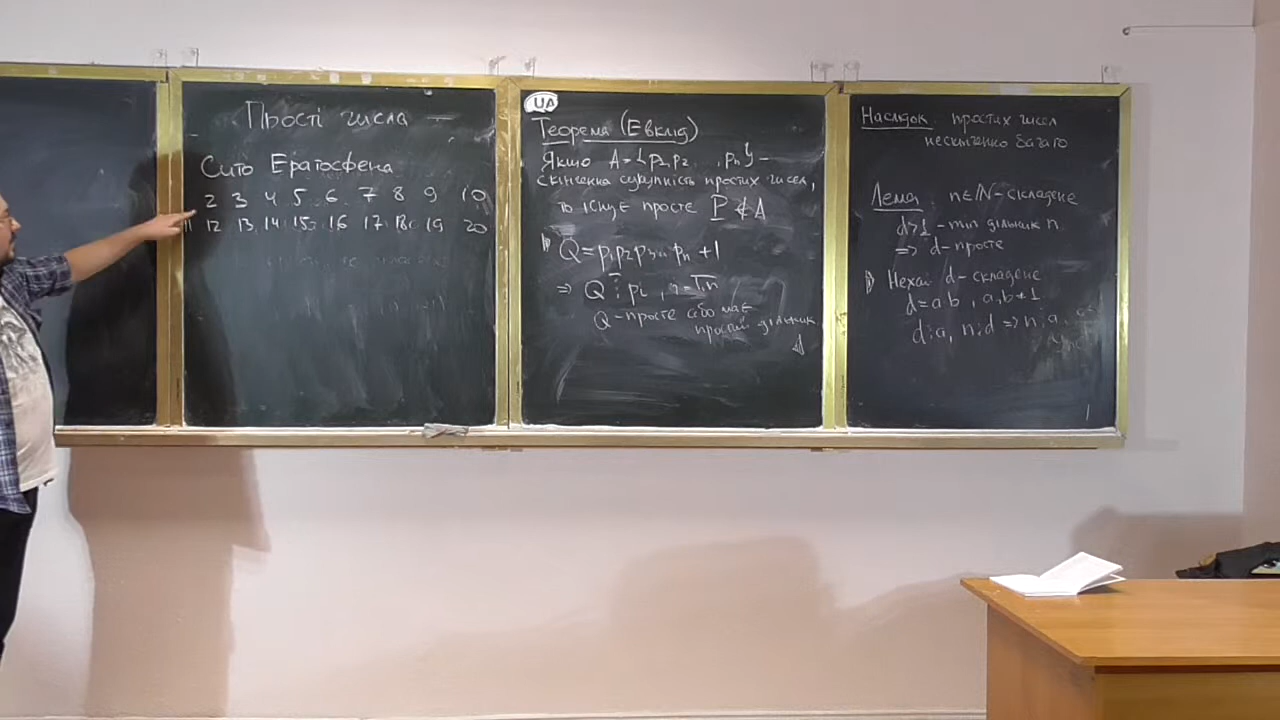 Прості числа
Сито Ератосфена
2 3 4 5 6 7 8 9 10
11 12 13 14 15 16 17 18 19 20
UA
Теорема (Евклід)
Якщо A = {p₁, p₂, ..., pₙ} –
скінченна сукупність простих чисел,
то існує просте P ∉ A
Q = p₁p₂p₃... pₙ + 1
⇒ Q ⋮̸ pᵢ, i = 1,n
Q – просте або має
простий дільник
Наслідок: простих чисел
нескінченно багато
Лема: n∈ℕ – складене
d>1 – min дільник n
⇒ d – просте
Нехай d – складене
d = ab, a,b ≠ 1
d⋮a, n⋮d ⇒ n⋮a